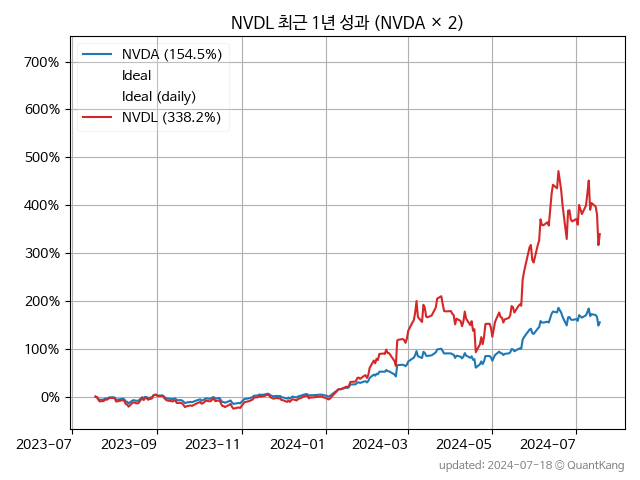 NVDL 최근 1년 성과 (NVDA × 2)
NVDA (154.5%)
Ideal
Ideal (daily)
NVDL (338.2%)
700%
600%
500%
400%
300%
200%
100%
0%
2023-07 2023-09 2023-11 2024-01 2024-03 2024-05 2024-07
updated: 2024-07-18 © QuantKang